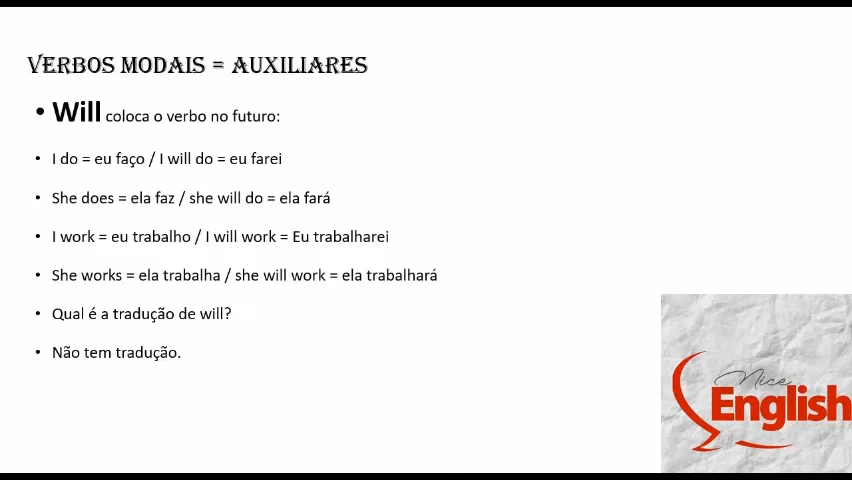 VERBOS MODAIS = AUXILIARES
• Will coloca o verbo no futuro:
• I do = eu faço / I will do = eu farei
• She does = ela faz / she will do = ela fará
• I work = eu trabalho / I will work = Eu trabalharei
• She works = ela trabalha / she will work = ela trabalhará
• Qual é a tradução de will?
• Não tem tradução.
Nice
English